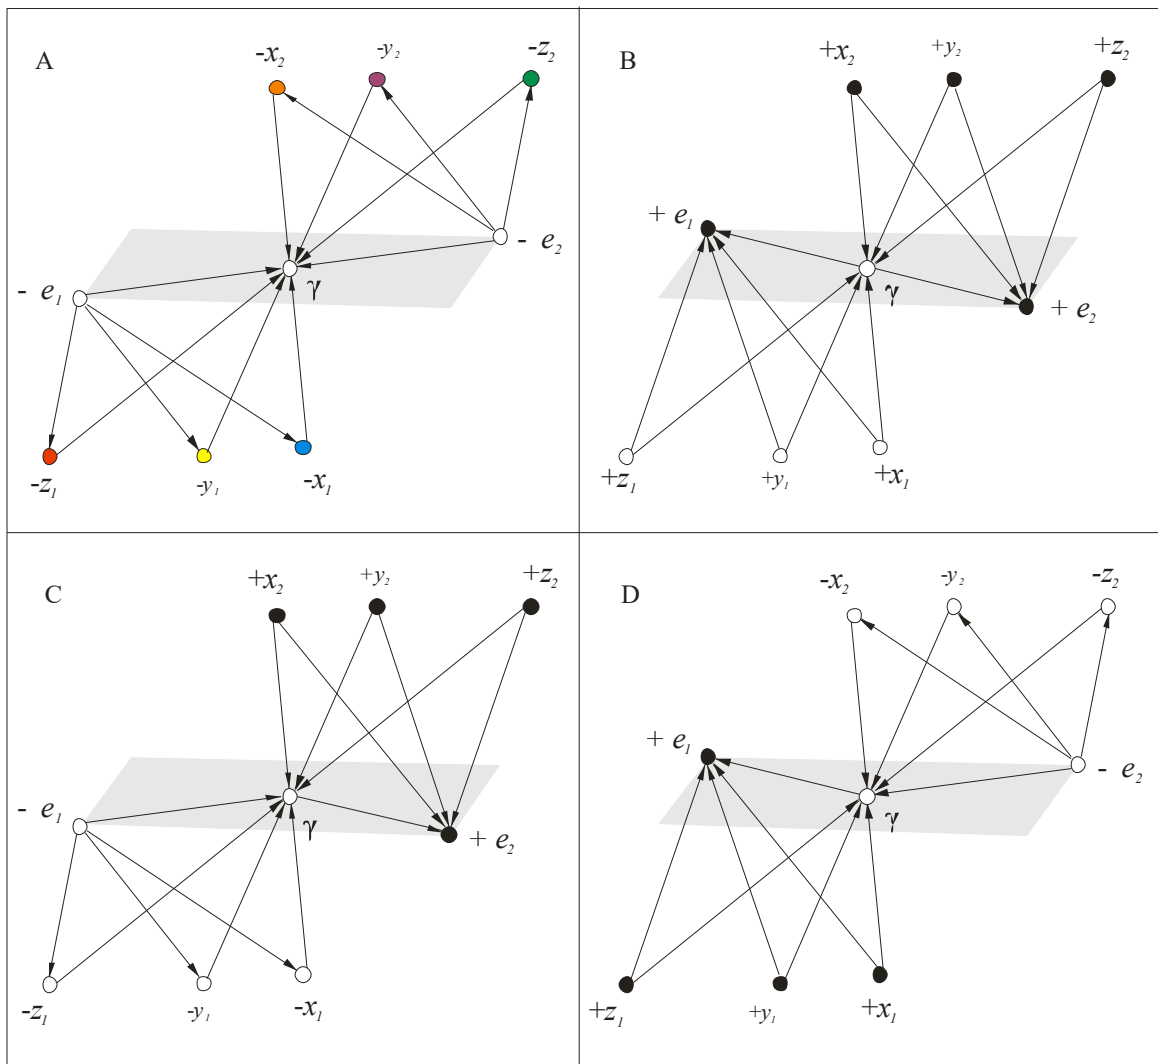 A
-x₂
-y₂
-z₂
- e₂
- e₁
γ
-z₁
-y₁
-x₁
B
+x₂
+y₂
+z₂
+ e₁
γ
+ e₂
+z₁
+y₁
+x₁
C
+x₂
+y₂
+z₂
- e₁
γ
+ e₂
-z₁
-y₁
-x₁
D
-x₂
-y₂
-z₂
+ e₁
- e₂
γ
+z₁
+y₁
+x₁